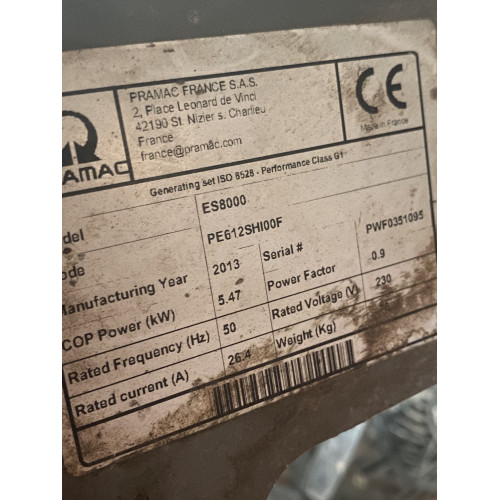 RAMAC
PRAMAC FRANCE S.A.S.
2, Place Leonard de Vinci
42190 St. Nizier s. Charlieu
France
france@pramac.com
CE
Made in France
Generating set ISO 8528 - Performance Class G1
del ES8000
ode PE612SHI00F
anufacturing Year 2013 Serial # PWF0351095
COP Power (kW) 5.47 Power Factor 0.9
Rated Frequency (Hz) 50 Rated Voltage (V) 230
Rated current (A) 26.4 Weight (Kg)